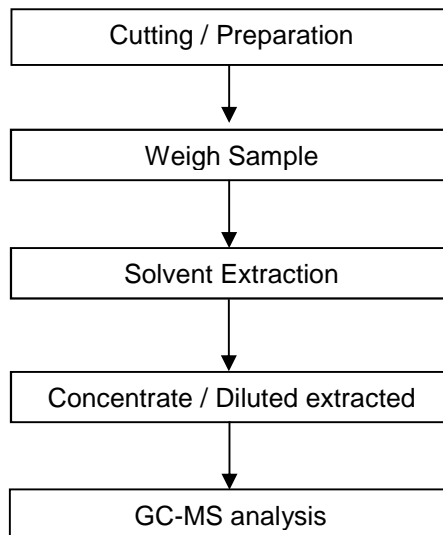 Cutting / Preparation
Weigh Sample
Solvent Extraction
Concentrate / Diluted extracted
GC-MS analysis